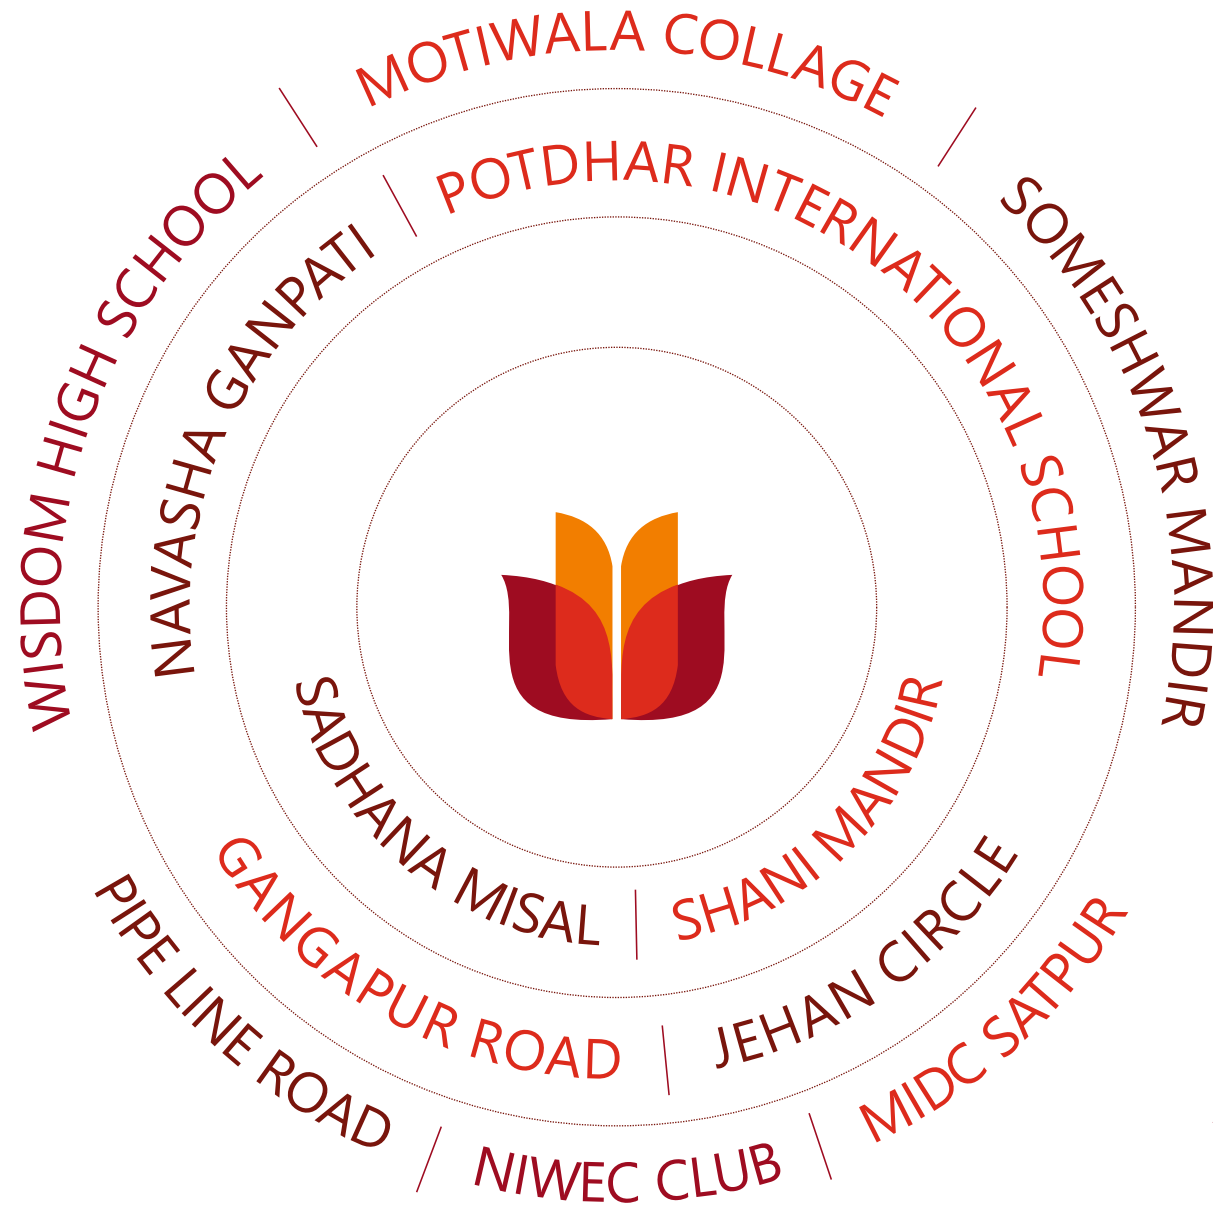 WISDOM HIGH SCHOOL
MOTIWALA COLLAGE
SOMESHWAR MANDIR
NAVASHA GANPATI
POTDHAR INTERNATIONAL SCHOOL
SADHANA MISAL
SHANI MANDIR
GANGAPUR ROAD
JEHAN CIRCLE
PIPE LINE ROAD
NIWEC CLUB
MIDC SATPUR